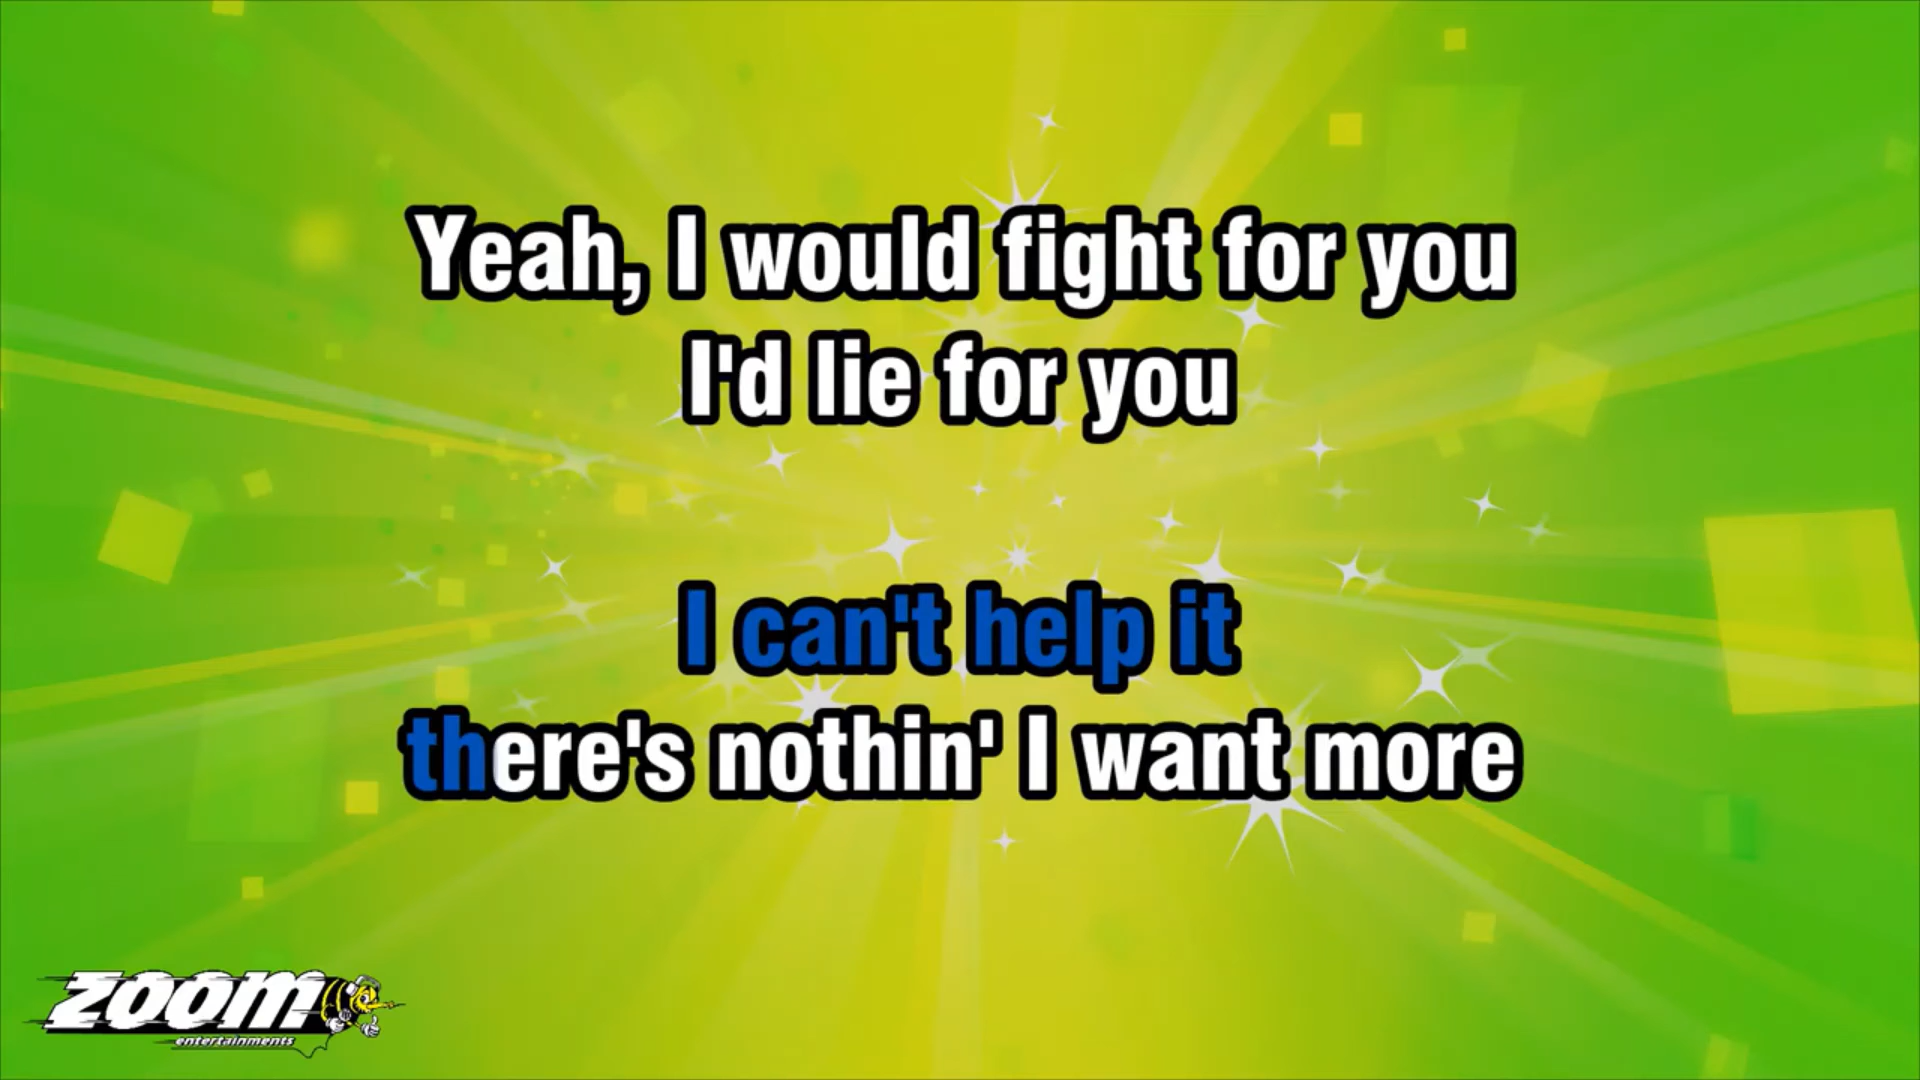 Yeah, I would fight for you
I'd lie for you
I can't help it
there's nothin' I want more
zoom
entertainments